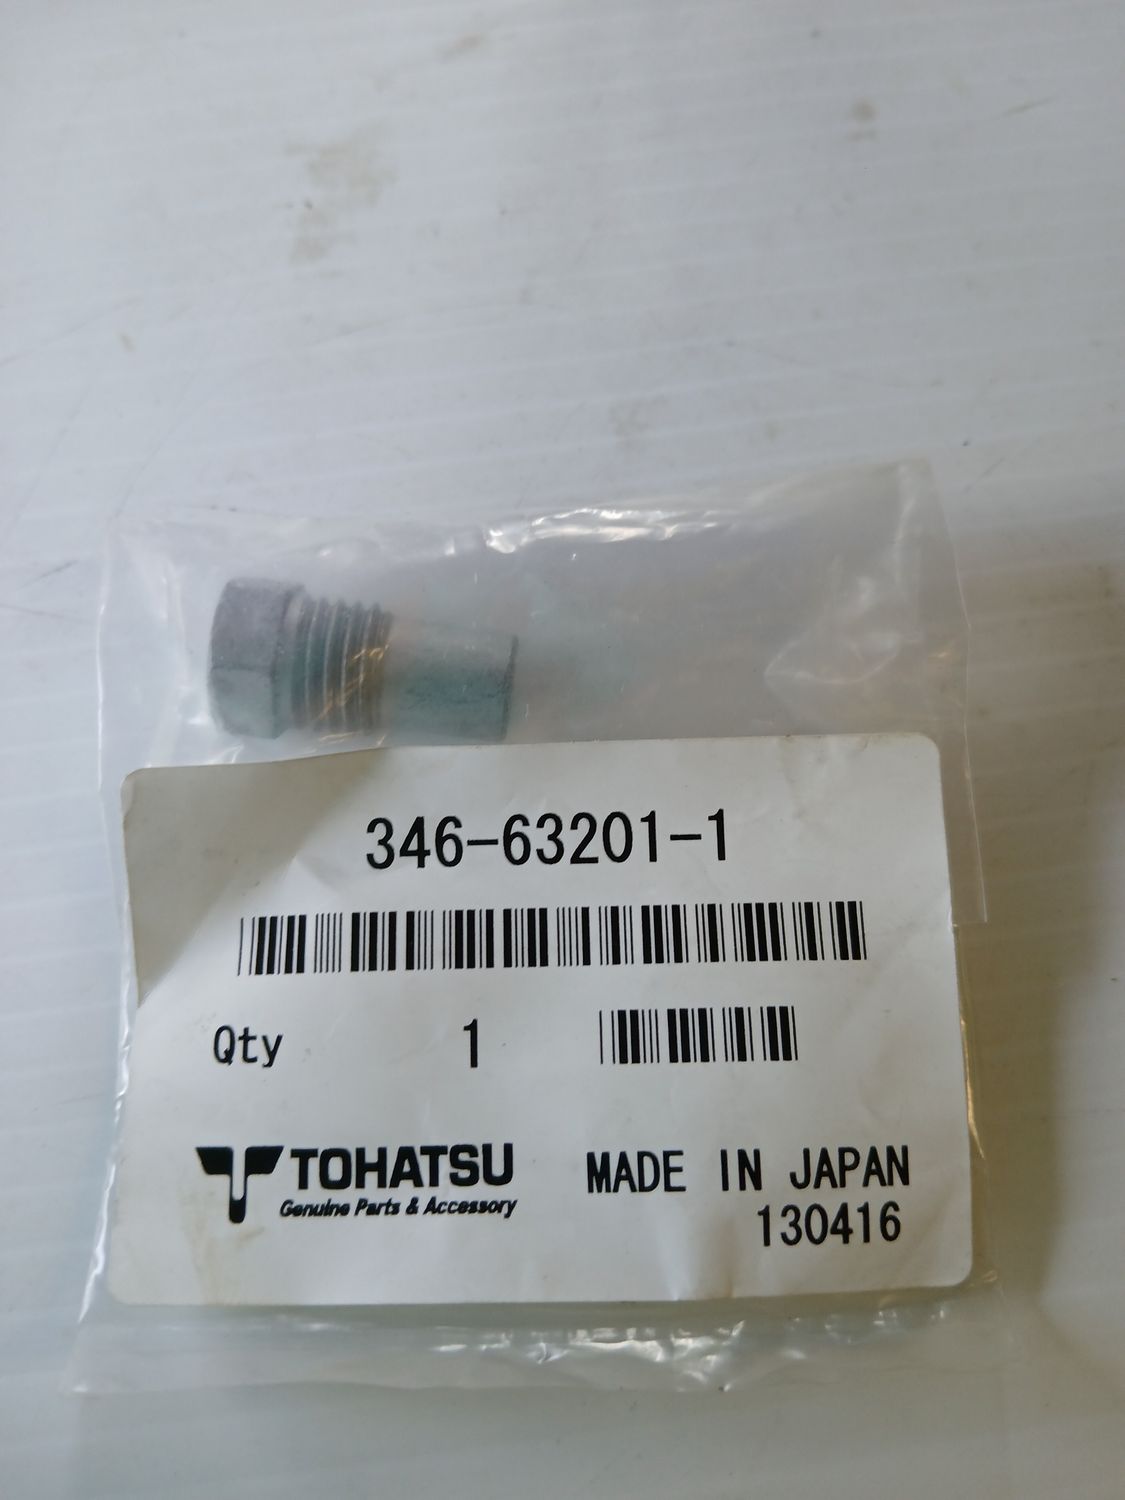 346-63201-1
Qty 1
TOHATSU
Genuine Parts & Accessory
MADE IN JAPAN
130416